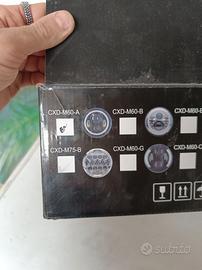 CXD-M60-A CXD-M60-B CXD-M60-E
CXD-M75-B CXD-M60-G CXD-M60-C
subito